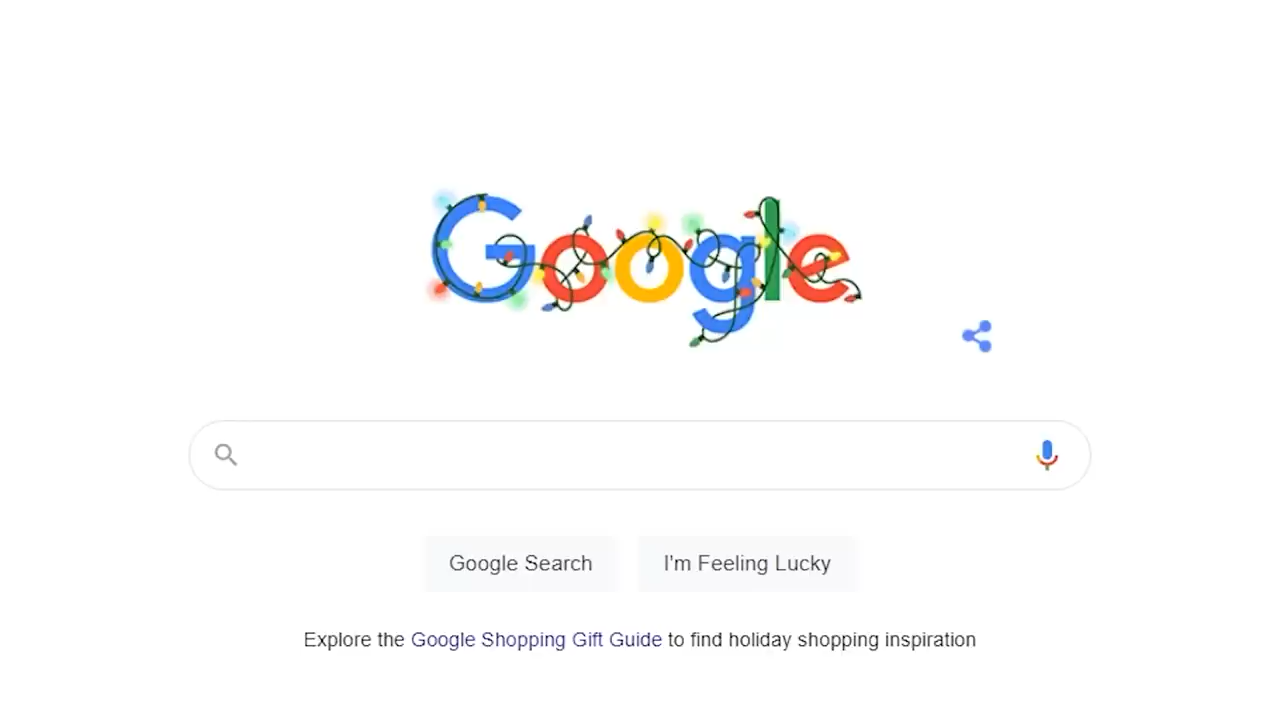 Google
Google Search
I'm Feeling Lucky
Explore the Google Shopping Gift Guide to find holiday shopping inspiration